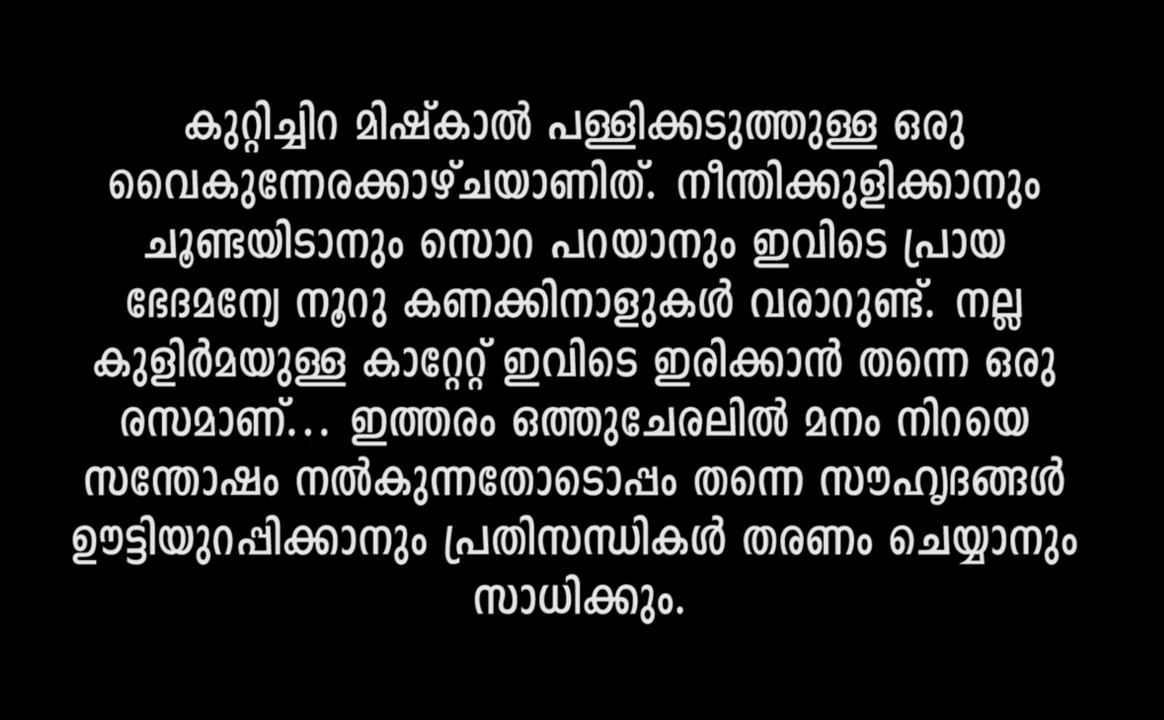 കുറ്റിച്ചിറ മിഷ്കാൽ പള്ളിക്കടുത്തുള്ള ഒരു
വൈകുന്നേരക്കാഴ്ചയാണിത്. നീന്തിക്കുളിക്കാനും
ചൂണ്ടയിടാനും സൊറ പറയാനും ഇവിടെ പ്രായ
ഭേദമന്യേ നൂറു കണക്കിനാളുകൾ വരാറുണ്ട്. നല്ല
കുളിർമയുള്ള കാറ്റേറ്റ് ഇവിടെ ഇരിക്കാൻ തന്നെ ഒരു
രസമാണ്... ഇത്തരം ഒത്തുചേരലിൽ മനം നിറയെ
സന്തോഷം നൽകുന്നതോടൊപ്പം തന്നെ സൗഹൃദങ്ങൾ
ഊട്ടിയുറപ്പിക്കാനും പ്രതിസന്ധികൾ തരണം ചെയ്യാനും
സാധിക്കും.